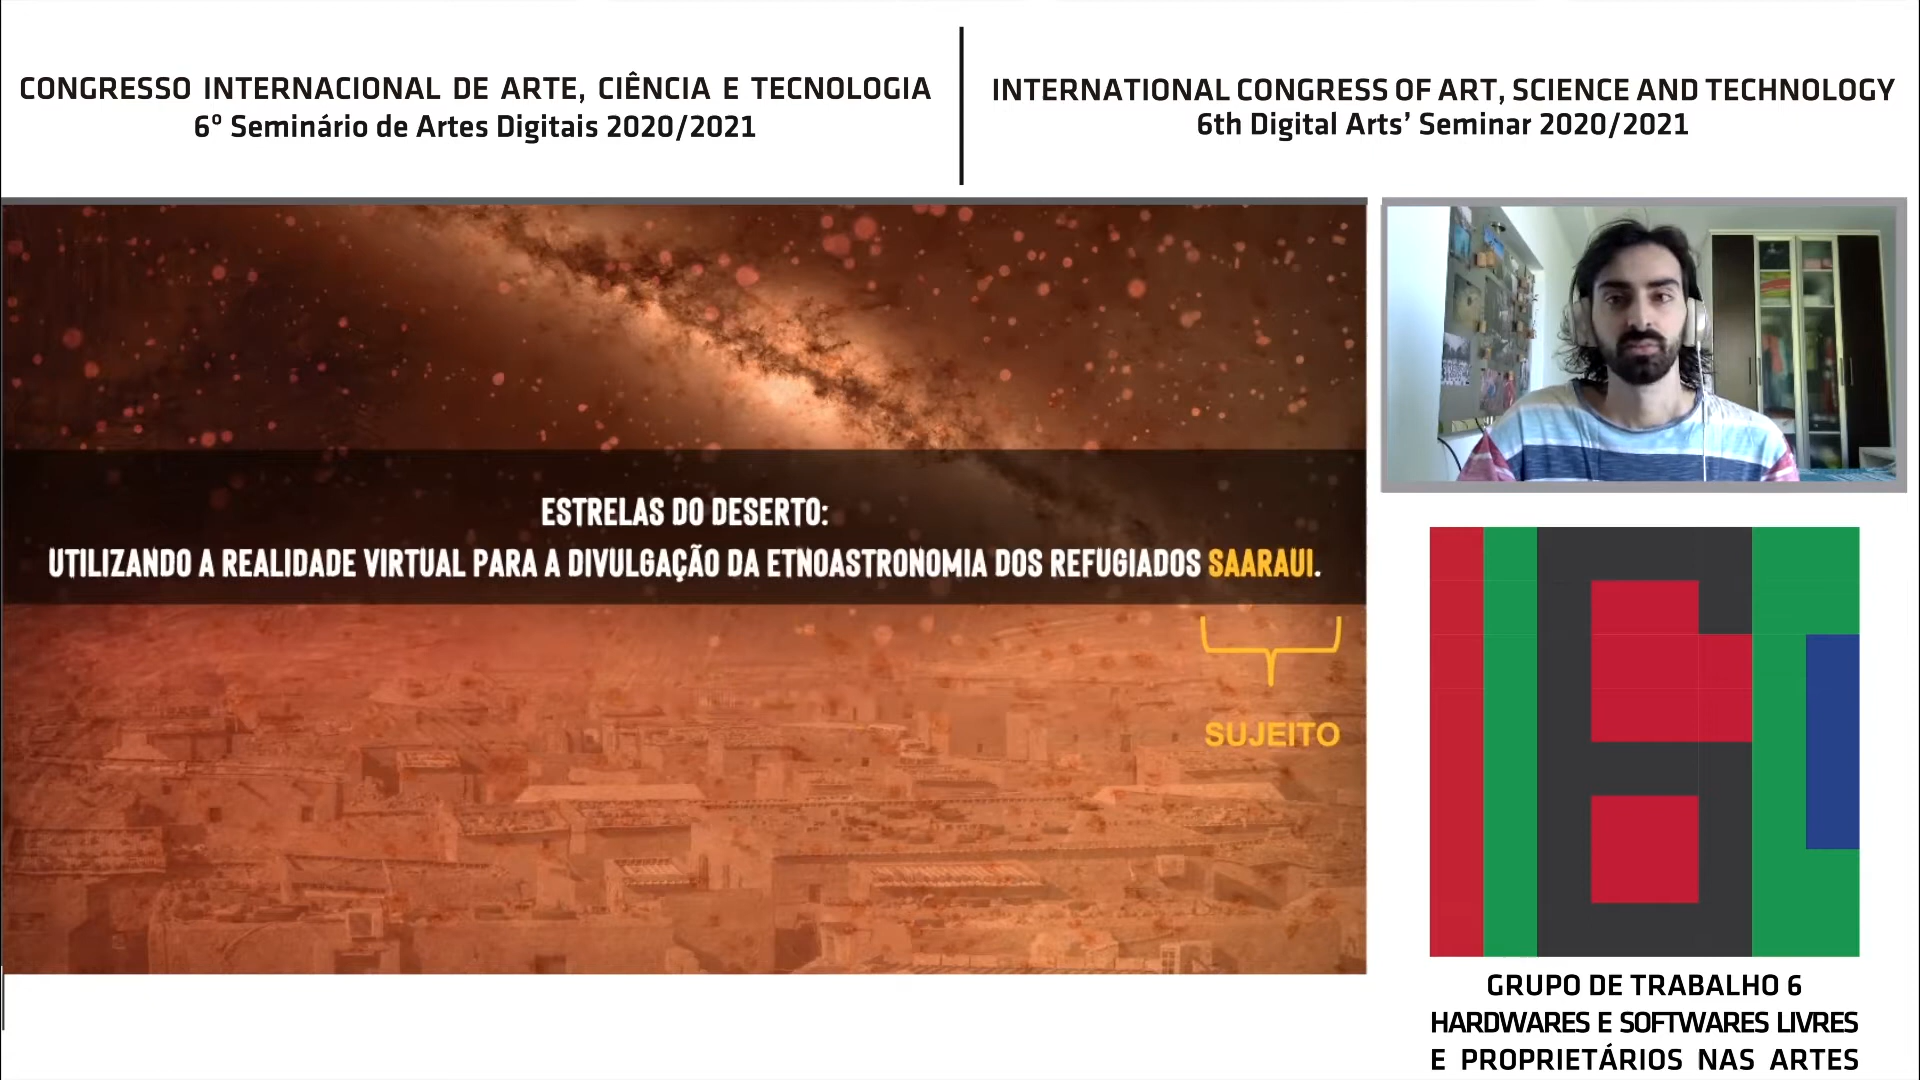 CONGRESSO INTERNACIONAL DE ARTE, CIÊNCIA E TECNOLOGIA
6º Seminário de Artes Digitais 2020/2021
INTERNATIONAL CONGRESS OF ART, SCIENCE AND TECHNOLOGY
6th Digital Arts’ Seminar 2020/2021
ESTRELAS DO DESERTO:
UTILIZANDO A REALIDADE VIRTUAL PARA A DIVULGAÇÃO DA ETNOASTRONOMIA DOS REFUGIADOS SAARAUI.
SUJEITO
GRUPO DE TRABALHO 6
HARDWARES E SOFTWARES LIVRES
E PROPRIETÁRIOS NAS ARTES